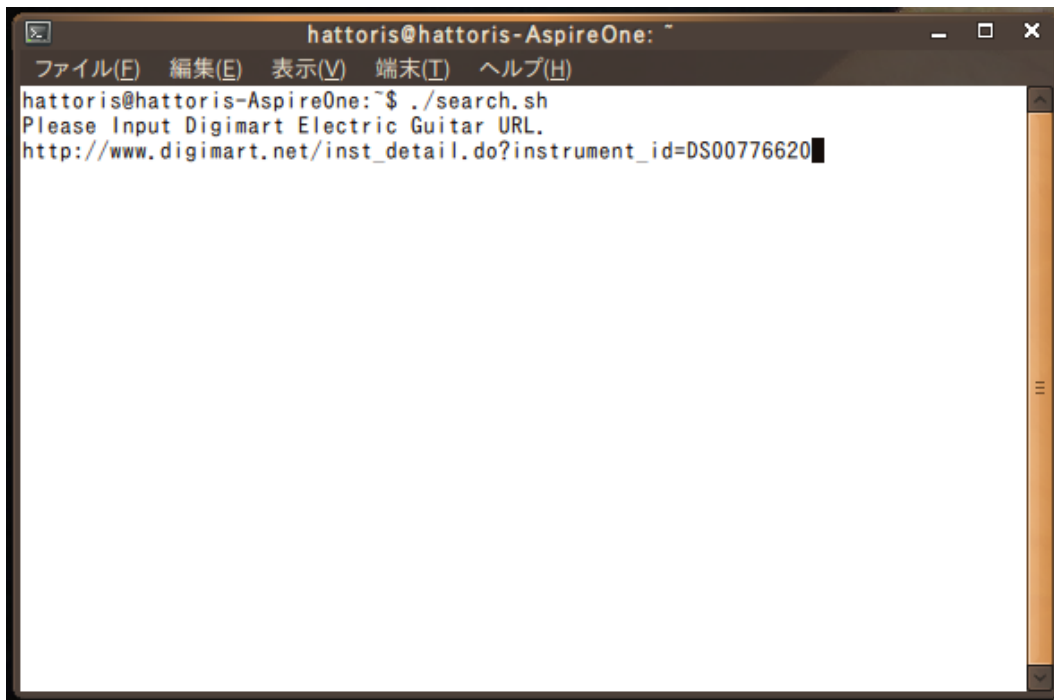 hattoris@hattoris-AspireOne: ~
ファイル(F) 編集(E) 表示(V) 端末(T) ヘルプ(H)
hattoris@hattoris-AspireOne:~$ ./search.sh
Please Input Digimart Electric Guitar URL.
http://www.digimart.net/inst_detail.do?instrument_id=DS00776620